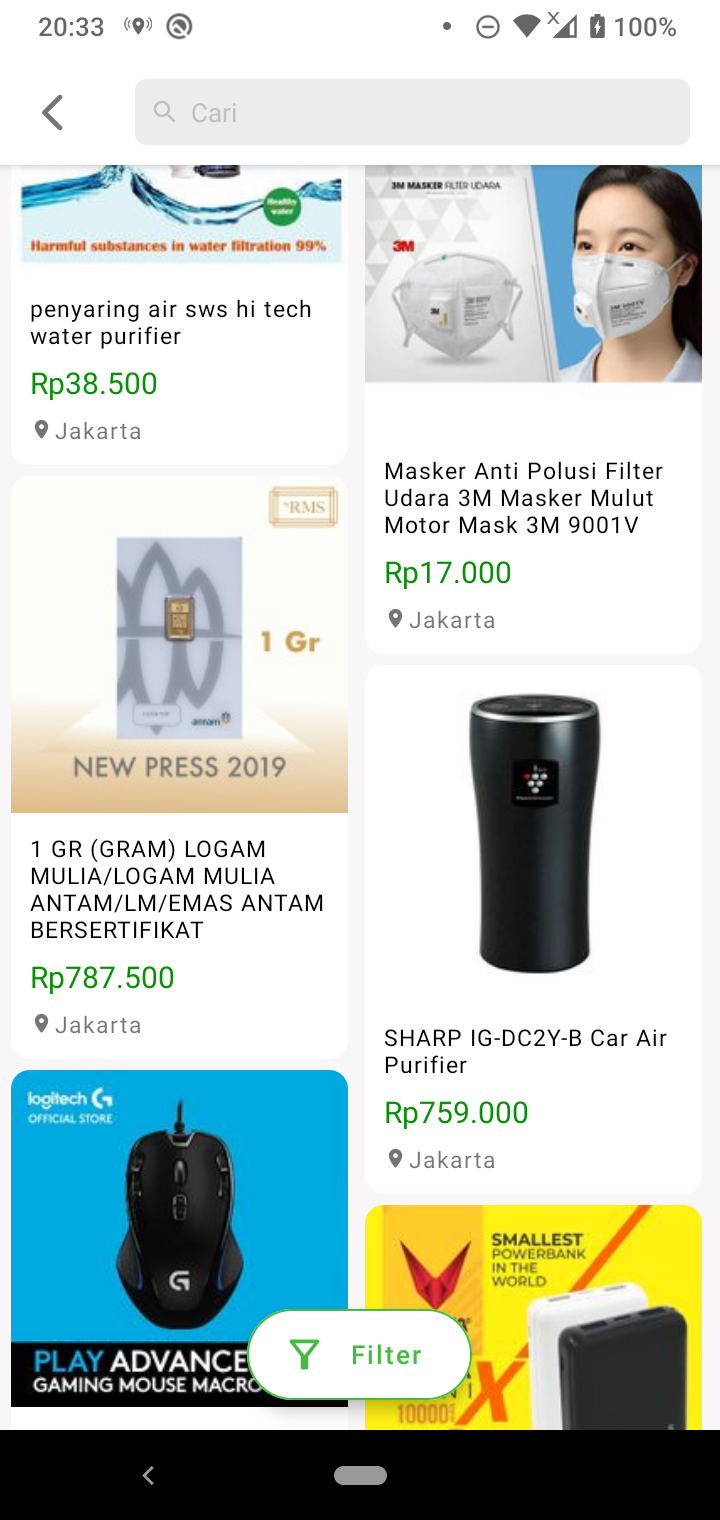 20:33
X
100%
Cari
Healthy
water
Harmful substances in water filtration 99%
penyaring air sws hi tech
water purifier
Rp38.500
Jakarta
3M MASKER FILTER UDARA
3M
3M
Masker Anti Polusi Filter
Udara 3M Masker Mulut
Motor Mask 3M 9001V
Rp17.000
Jakarta
RMS
1 Gr
antam
NEW PRESS 2019
1 GR (GRAM) LOGAM
MULIA/LOGAM MULIA
ANTAM/LM/EMAS ANTAM
BERSERTIFIKAT
Rp787.500
Jakarta
SHARP IG-DC2Y-B Car Air
Purifier
Rp759.000
Jakarta
logitech G
OFFICIAL STORE
G
PLAY ADVANCE
GAMING MOUSE MACRO
SMALLEST
POWERBANK
IN THE
WORLD
X
10000
Filter